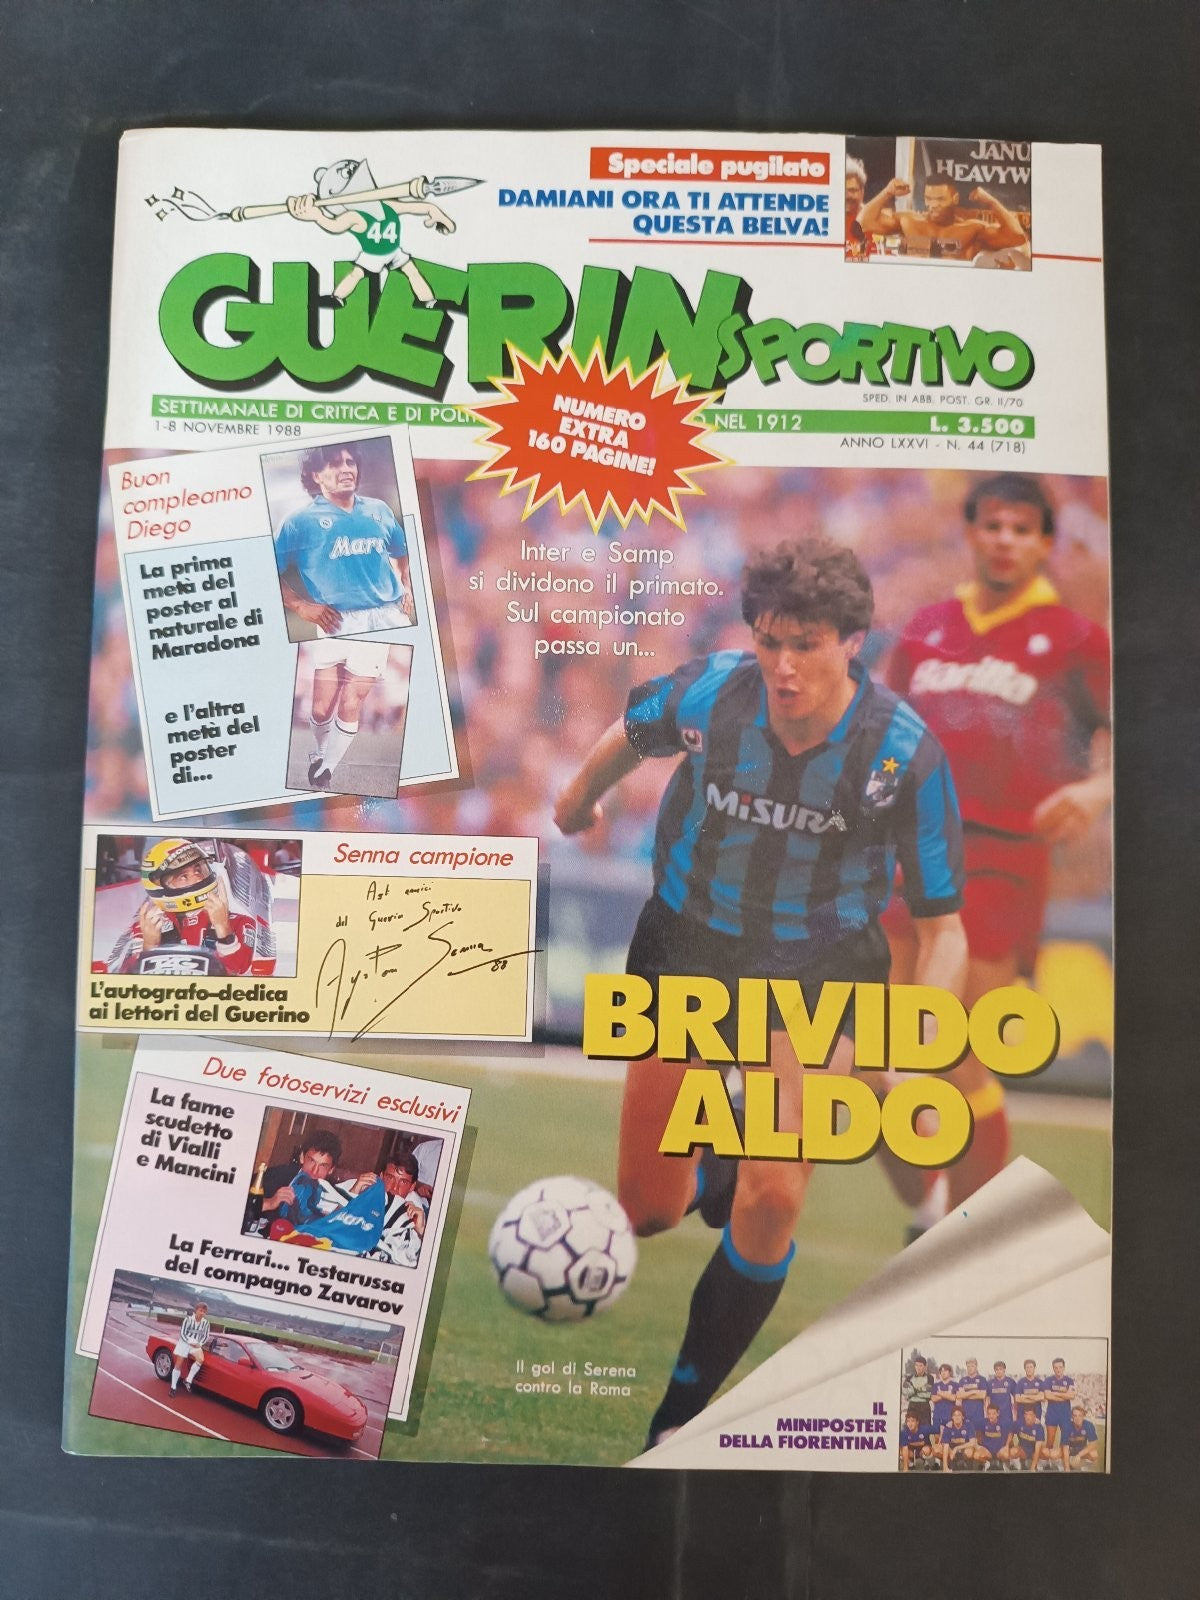 Speciale pugilato
DAMIANI ORA TI ATTENDE
QUESTA BELVA!
JANU
HEAVYW
44
GUERIN SPORTIVO
SPED. IN ABB. POST. GR. II/70
SETTIMANALE DI CRITICA E DI POLI
O NEL 1912
L. 3.500
1-8 NOVEMBRE 1988
ANNO LXXVI - N. 44 (718)
NUMERO
EXTRA
160 PAGINE!
Buon
compleanno
Diego
La prima
metà del
poster al
naturale di
Maradona
e l'altra
metà del
poster
di...
Mars
Inter e Samp
si dividono il primato.
Sul campionato
passa un...
Barilla
MISURA
Senna campione
Agli amici
del Guerin Sportivo
Ayrton Senna
88
L'autografo-dedica
ai lettori del Guerino
BRIVIDO
ALDO
Due fotoservizi esclusivi
La fame
scudetto
di Vialli
e Mancini
La Ferrari... Testarussa
del compagno Zavarov
Il gol di Serena
contro la Roma
IL
MINIPOSTER
DELLA FIORENTINA